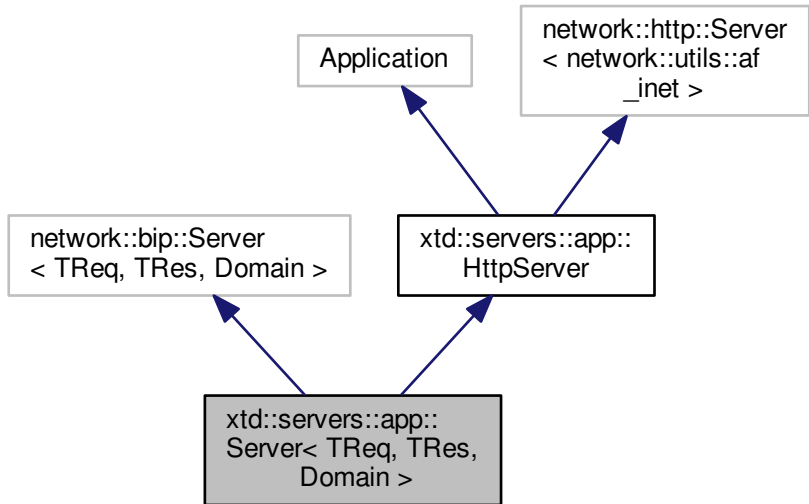 network::http::Server
< network::utils::af
_inet >
Application
network::bip::Server
< TReq, TRes, Domain >
xtd::servers::app::
HttpServer
xtd::servers::app::
Server< TReq, TRes,
Domain >